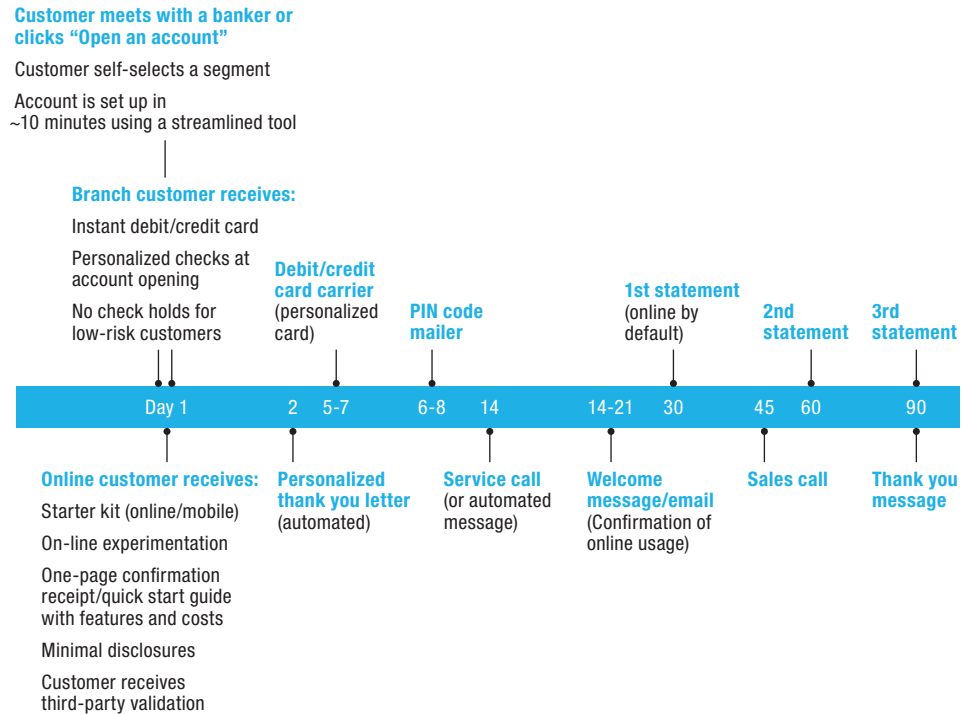 Customer meets with a banker or
clicks “Open an account”
Customer self-selects a segment
Account is set up in
~10 minutes using a streamlined tool
Branch customer receives:
Instant debit/credit card
Personalized checks at
account opening
No check holds for
low-risk customers
Debit/credit
card carrier
(personalized
card)
PIN code
mailer
1st statement
(online by
default)
2nd
statement
3rd
statement
Day 1 2 5-7 6-8 14 14-21 30 45 60 90
Online customer receives:
Starter kit (online/mobile)
On-line experimentation
One-page confirmation
receipt/quick start guide
with features and costs
Minimal disclosures
Customer receives
third-party validation
Personalized
thank you letter
(automated)
Service call
(or automated
message)
Welcome
message/email
(Confirmation of
online usage)
Sales call
Thank you
message